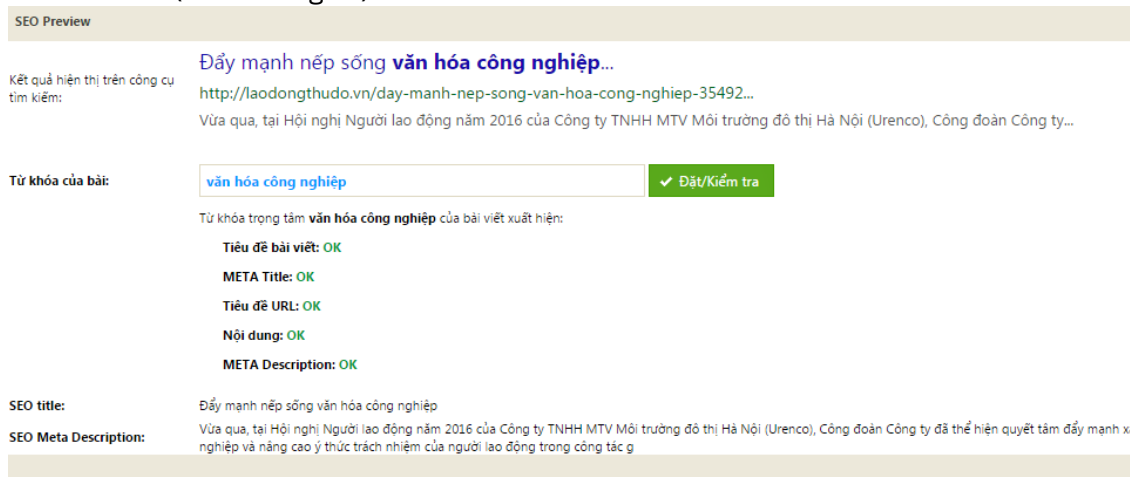 SEO Preview
Kết quả hiện thị trên công cụ
tìm kiếm:
Đẩy mạnh nếp sống văn hóa công nghiệp...
http://laodongthudo.vn/day-manh-nep-song-van-hoa-cong-nghiep-35492...
Vừa qua, tại Hội nghị Người lao động năm 2016 của Công ty TNHH MTV Môi trường đô thị Hà Nội (Urenco), Công đoàn Công ty...
Từ khóa của bài:
văn hóa công nghiệp
Đặt/Kiểm tra
Từ khóa trọng tâm văn hóa công nghiệp của bài viết xuất hiện:
Tiêu đề bài viết: OK
META Title: OK
Tiêu đề URL: OK
Nội dung: OK
META Description: OK
SEO title:
Đẩy mạnh nếp sống văn hóa công nghiệp
SEO Meta Description:
Vừa qua, tại Hội nghị Người lao động năm 2016 của Công ty TNHH MTV Môi trường đô thị Hà Nội (Urenco), Công đoàn Công ty đã thể hiện quyết tâm đẩy mạnh
nghiệp và nâng cao ý thức trách nhiệm của người lao động trong công tác g